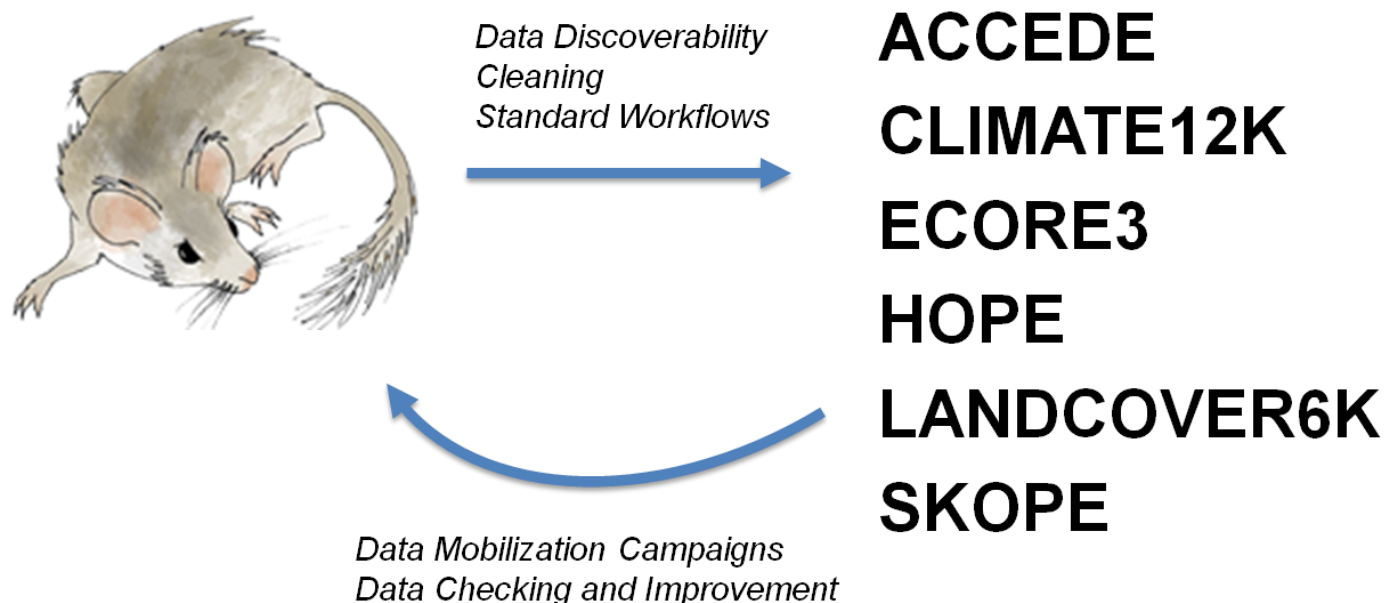 Data Discoverability
Cleaning
Standard Workflows
ACCEDE
CLIMATE12K
ECORE3
HOPE
LANDCOVER6K
SKOPE
Data Mobilization Campaigns
Data Checking and Improvement